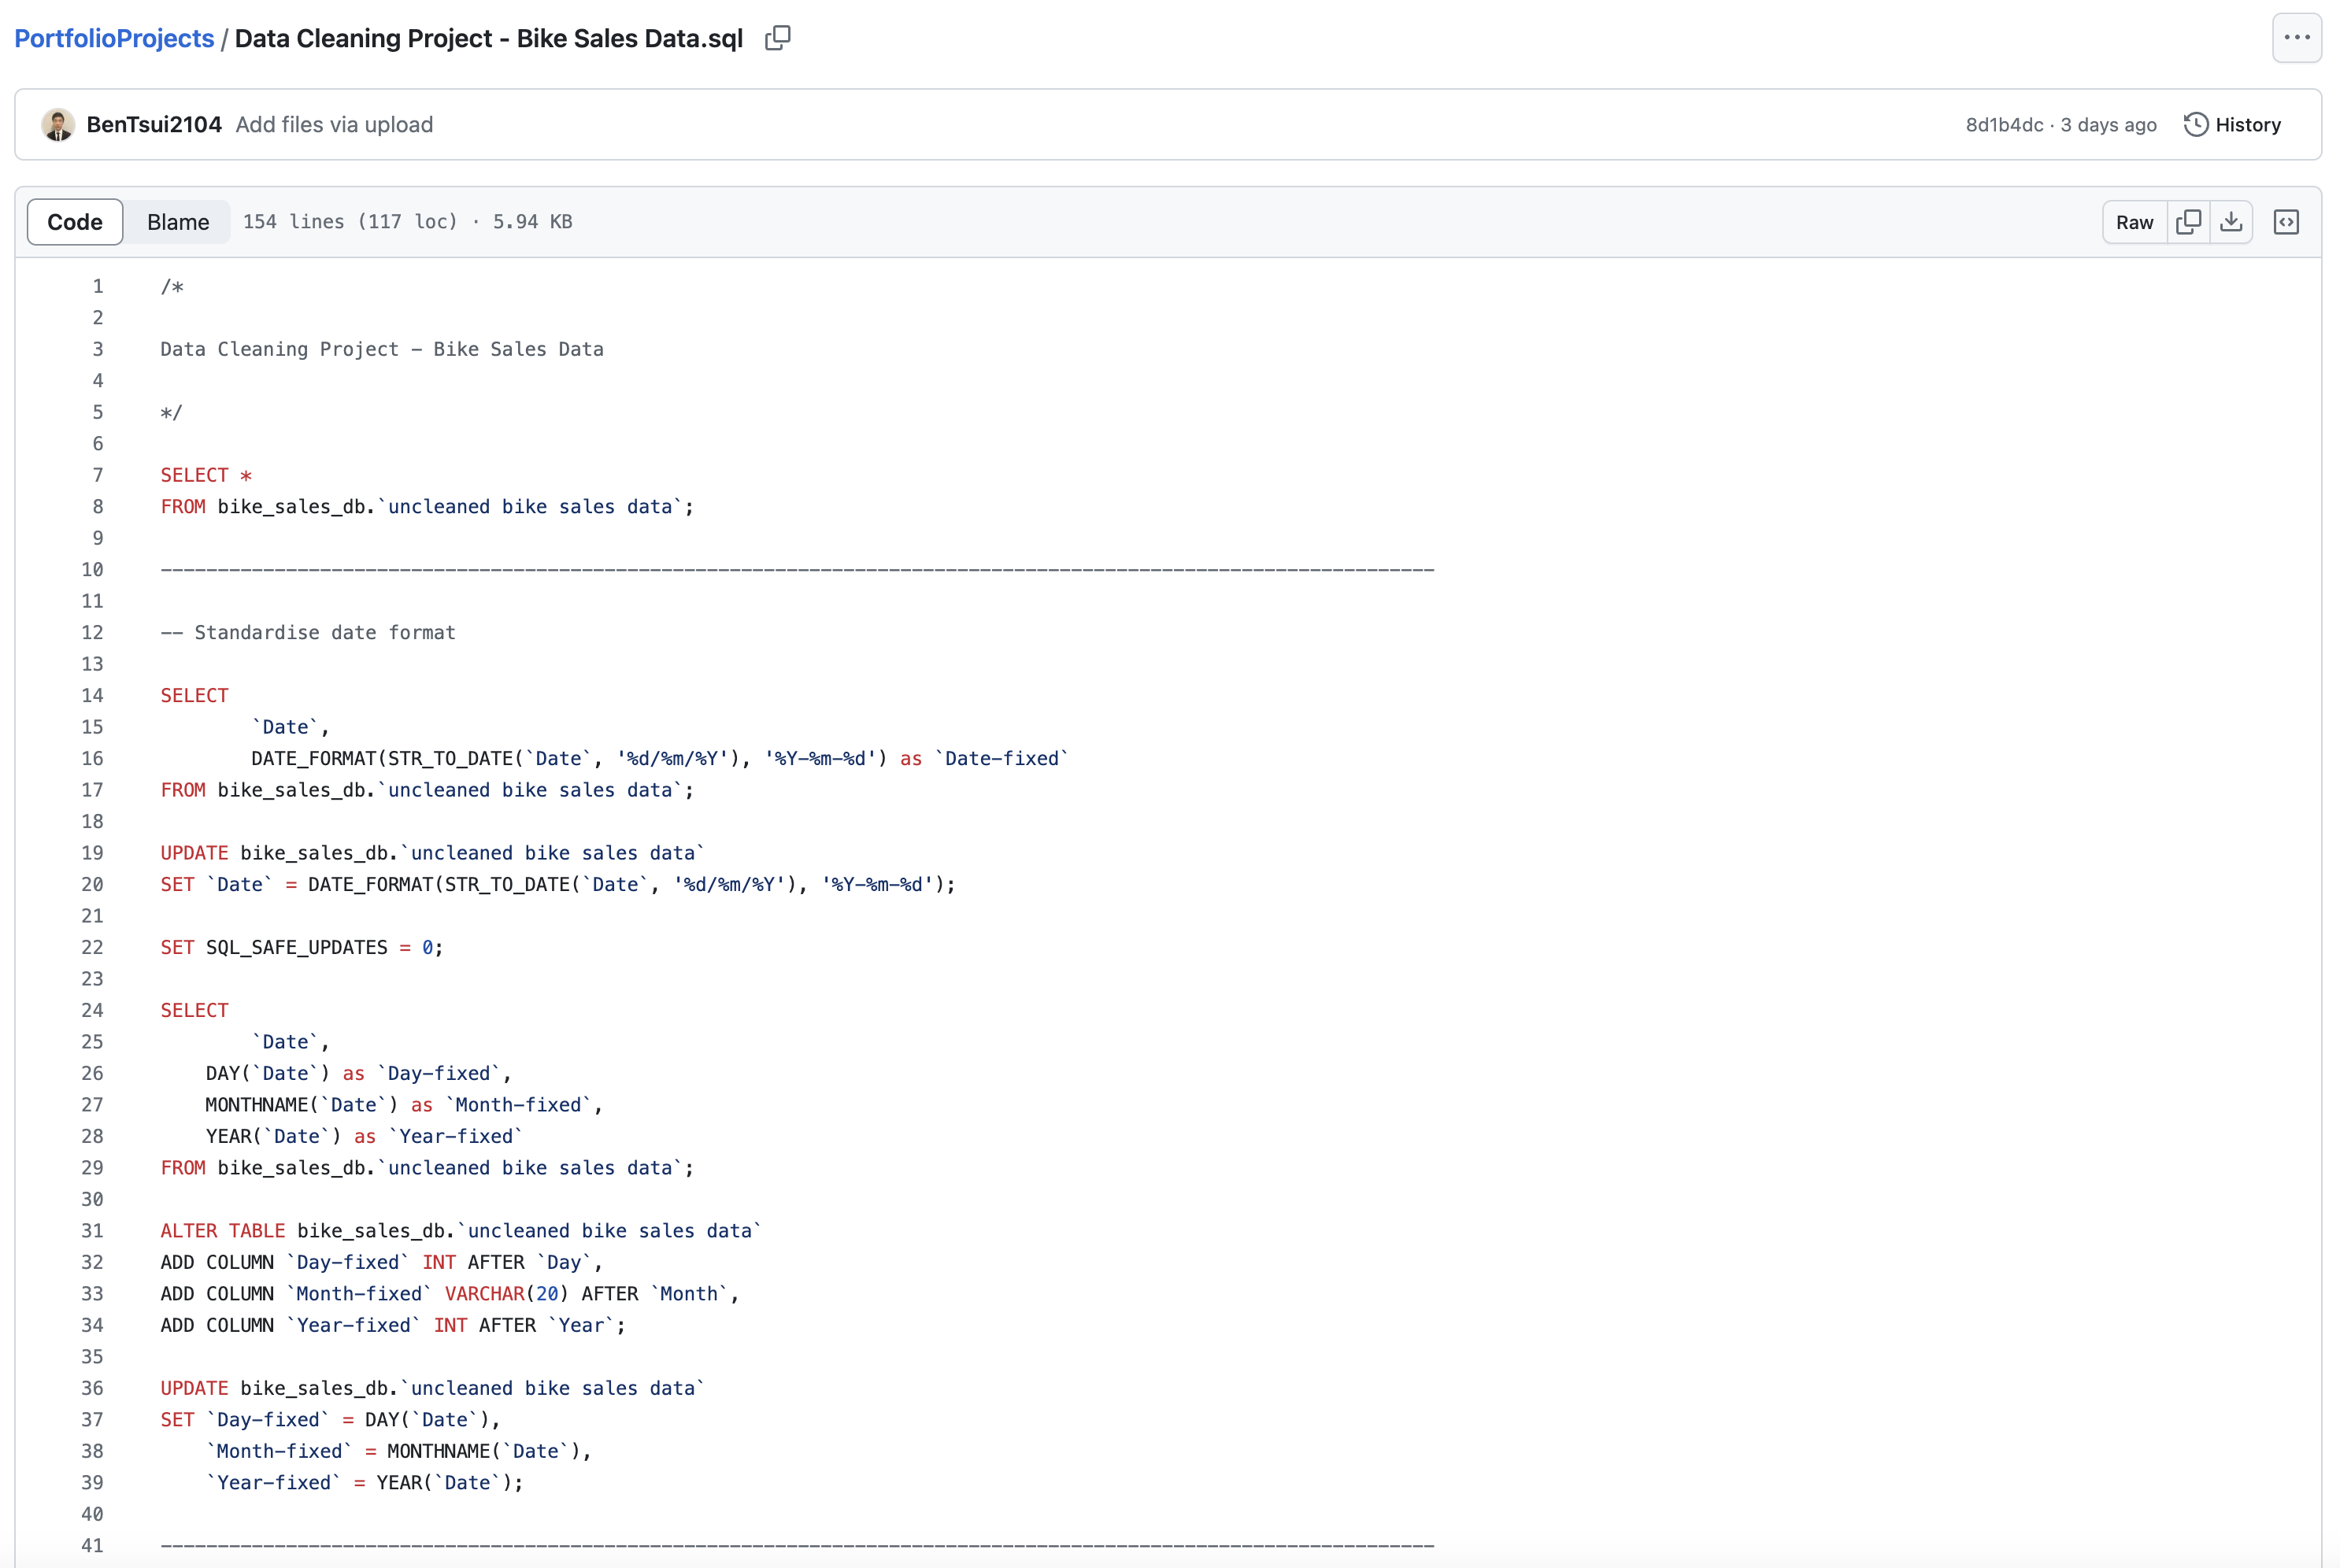 PortfolioProjects / Data Cleaning Project - Bike Sales Data.sql
BenTsui2104 Add files via upload
8d1b4dc · 3 days ago History
Code Blame 154 lines (117 loc) · 5.94 KB
Raw
1 /*
2
3 Data Cleaning Project - Bike Sales Data
4
5 */
6
7 SELECT *
8 FROM bike_sales_db.`uncleaned bike sales data`;
9
10 ----------------------------------------------------------------------------------------------------------------
11
12 -- Standardise date format
13
14 SELECT
15 `Date`,
16 DATE_FORMAT(STR_TO_DATE(`Date`, '%d/%m/%Y'), '%Y-%m-%d') as `Date-fixed`
17 FROM bike_sales_db.`uncleaned bike sales data`;
18
19 UPDATE bike_sales_db.`uncleaned bike sales data`
20 SET `Date` = DATE_FORMAT(STR_TO_DATE(`Date`, '%d/%m/%Y'), '%Y-%m-%d');
21
22 SET SQL_SAFE_UPDATES = 0;
23
24 SELECT
25 `Date`,
26 DAY(`Date`) as `Day-fixed`,
27 MONTHNAME(`Date`) as `Month-fixed`,
28 YEAR(`Date`) as `Year-fixed`
29 FROM bike_sales_db.`uncleaned bike sales data`;
30
31 ALTER TABLE bike_sales_db.`uncleaned bike sales data`
32 ADD COLUMN `Day-fixed` INT AFTER `Day`,
33 ADD COLUMN `Month-fixed` VARCHAR(20) AFTER `Month`,
34 ADD COLUMN `Year-fixed` INT AFTER `Year`;
35
36 UPDATE bike_sales_db.`uncleaned bike sales data`
37 SET `Day-fixed` = DAY(`Date`),
38 `Month-fixed` = MONTHNAME(`Date`),
39 `Year-fixed` = YEAR(`Date`);
40
41 ----------------------------------------------------------------------------------------------------------------